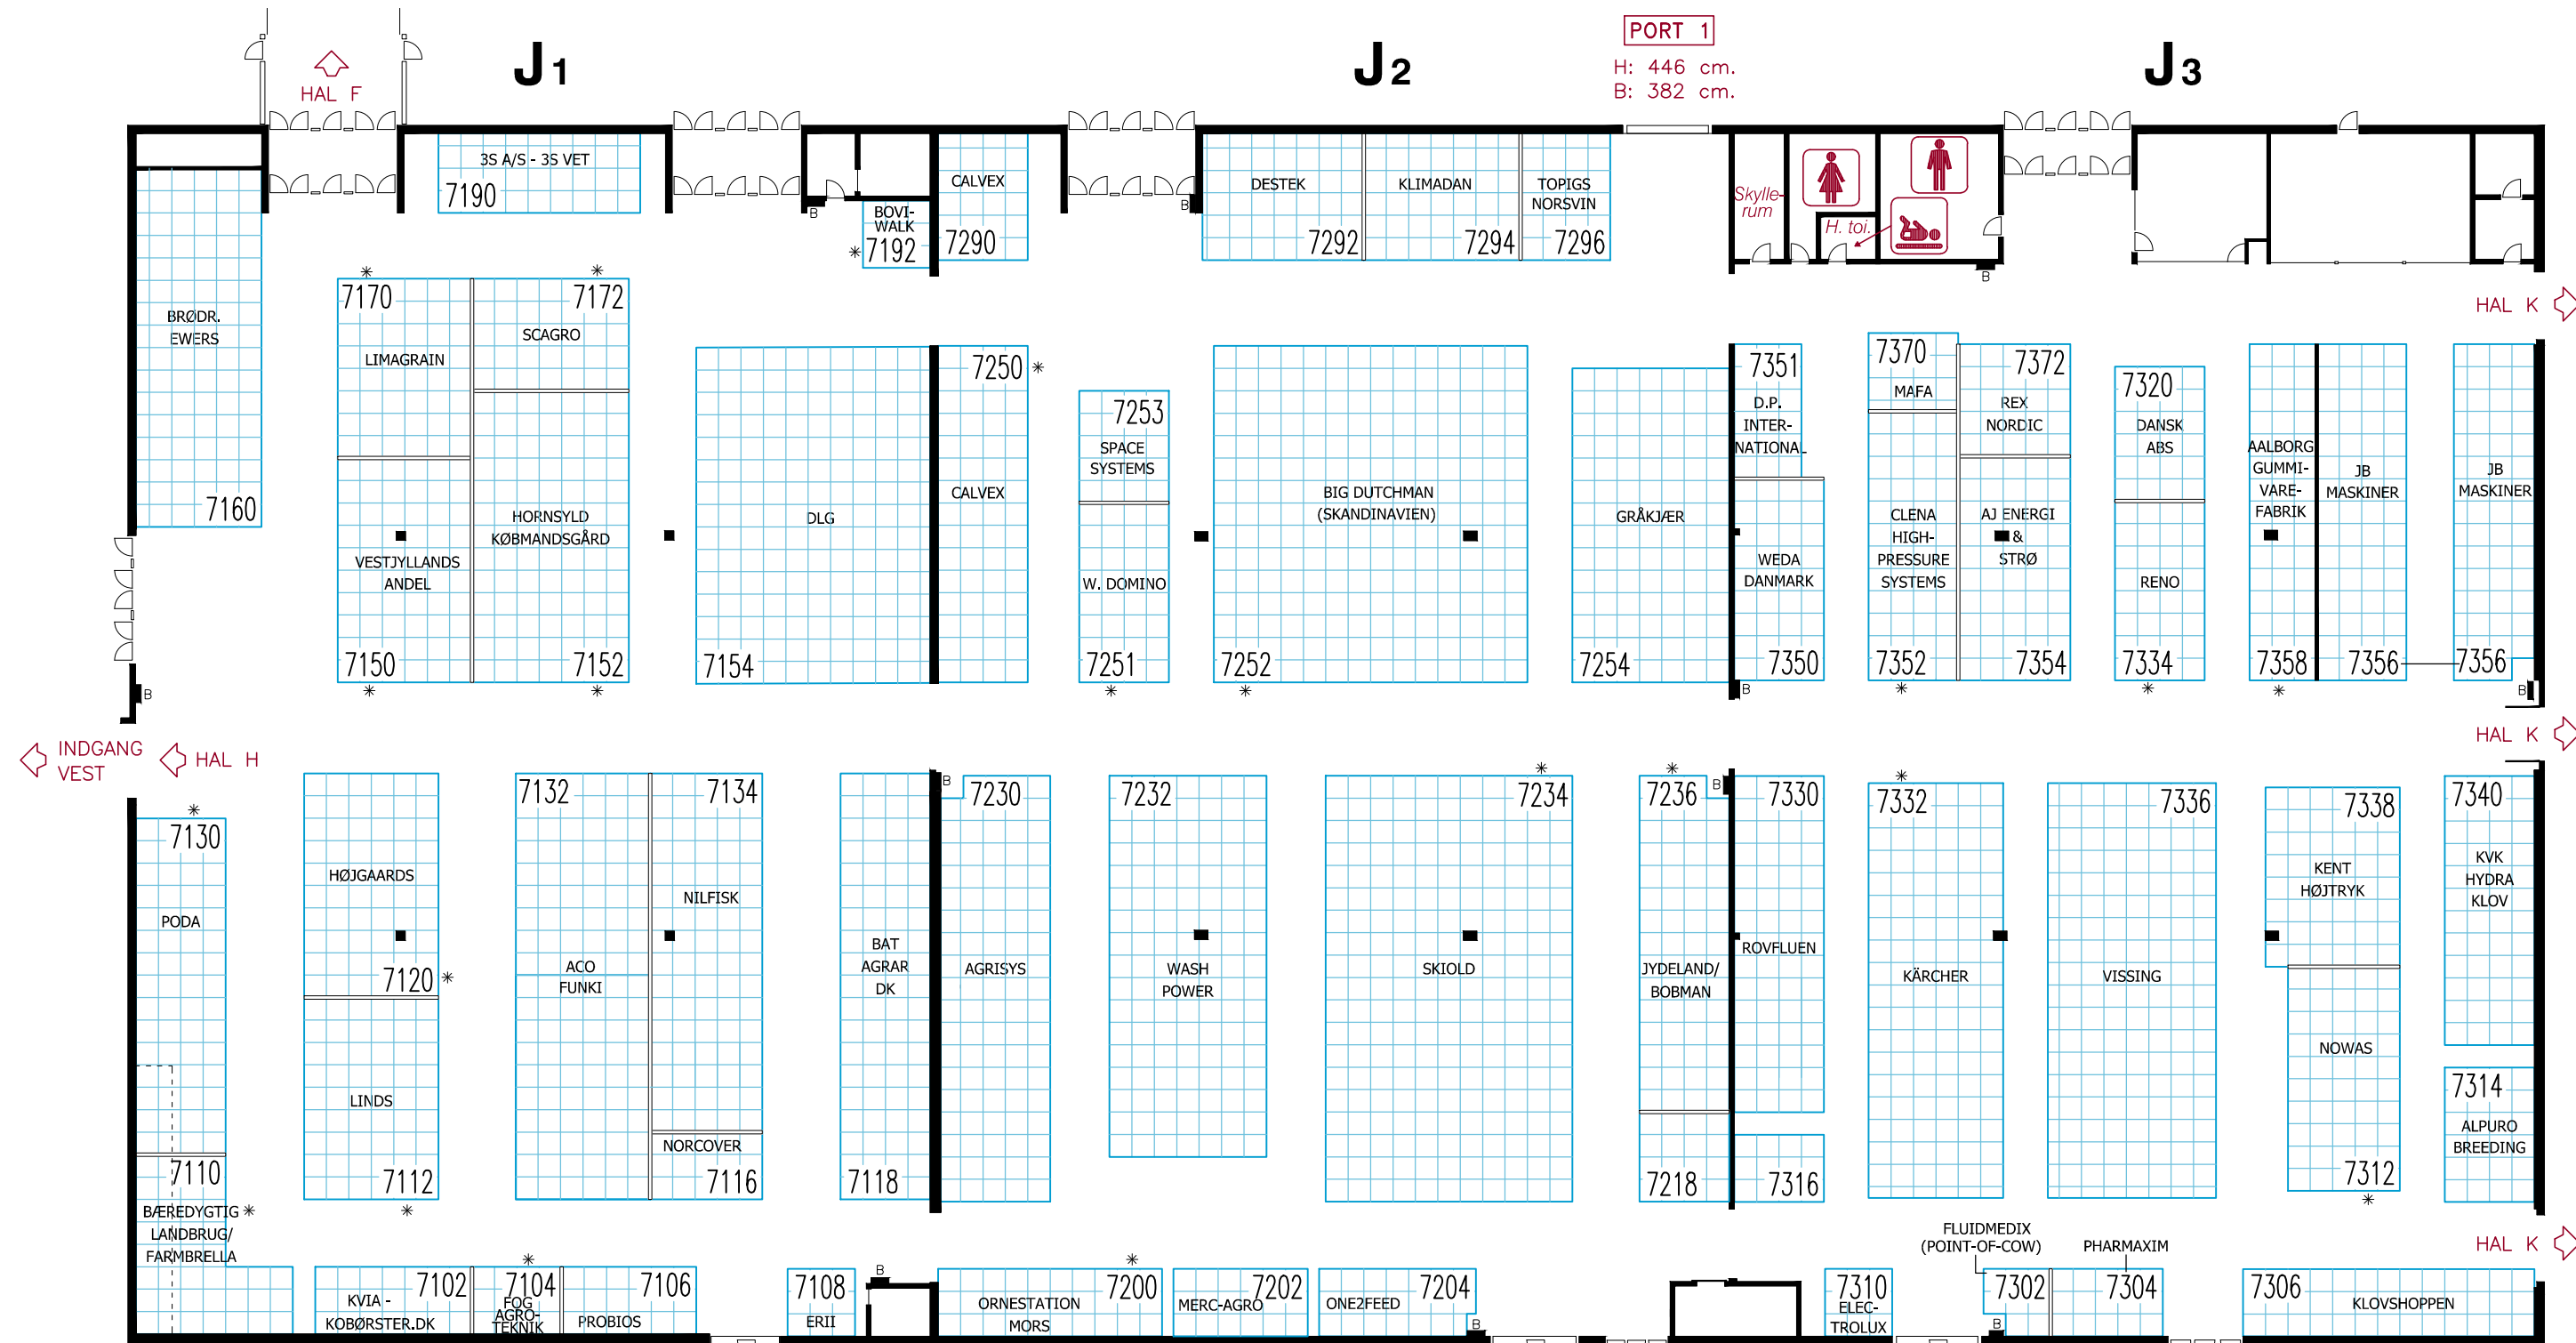 J1
J2
J3
PORT 1
H: 446 cm.
B: 382 cm.
HAL F
3S A/S - 3S VET
7190
BOVI-
WALK
7192
B
CALVEX
7290
B
DESTEK
7292
KLIMADAN
7294
TOPIGS
NORSVIN
7296
Skylle-
rum
H. toi.
B
HAL K
BRØDR.
EWERS
7160
7170
LIMAGRAIN
7172
SCAGRO
HORNSYLD
KØBMANDSGÅRD
7152
VESTJYLLANDS
ANDEL
7150
DLG
7154
7250
CALVEX
7253
SPACE
SYSTEMS
W. DOMINO
7251
BIG DUTCHMAN
(SKANDINAVIEN)
7252
GRÅKJÆR
7254
7351
D.P.
INTER-
NATIONAL
WEDA
DANMARK
7350
B
7370
MAFA
CLENA
HIGH-
PRESSURE
SYSTEMS
7352
7372
REX
NORDIC
AJ ENERGI
&
STRØ
7354
7320
DANSK
ABS
RENO
7334
AALBORG
GUMMI-
VARE-
FABRIK
7358
JB
MASKINER
7356
JB
MASKINER
7356
B
B
INDGANG
VEST
HAL H
HAL K
7130
PODA
7110
BÆREDYGTIG
LANDBRUG/
FARMBRELLA
HØJGAARDS
7120
LINDS
7112
7132
ACO
FUNKI
7134
NILFISK
NORCOVER
7116
BAT
AGRAR
DK
7118
B
7230
AGRISYS
7232
WASH
POWER
7234
SKIOLD
7236
B
JYDELAND/
BOBMAN
7218
7330
ROVFLUEN
7316
7332
KÄRCHER
7336
VISSING
7338
KENT
HØJTRYK
NOWAS
7312
7340
KVK
HYDRA
KLOV
7314
ALPURO
BREEDING
HAL K
7102
KVIA -
KOBØRSTER.DK
7104
FOG
AGRO-
TEKNIK
7106
PROBIOS
7108
ERII
B
7200
ORNESTATION
MORS
7202
MERC-AGRO
7204
ONE2FEED
B
7310
ELEC-
TROLUX
FLUIDMEDIX
(POINT-OF-COW)
7302
B
PHARMAXIM
7304
7306
KLOVSHOPPEN